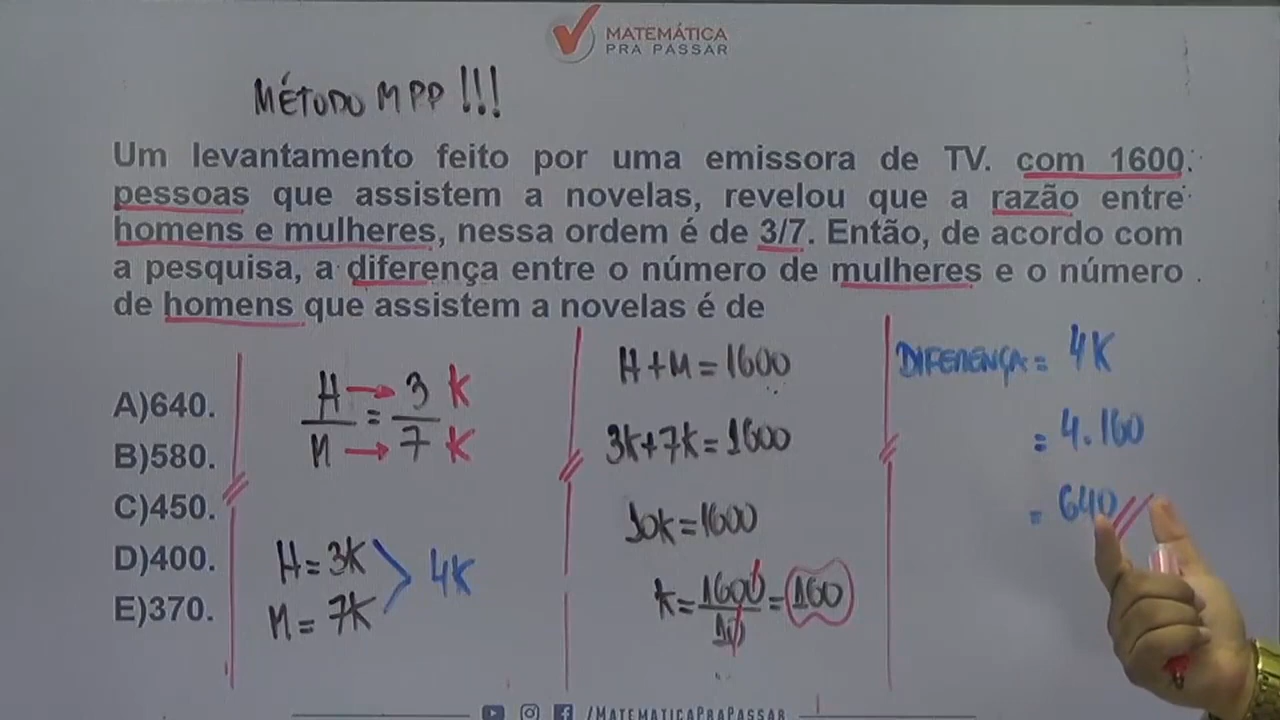 MATEMÁTICA
PRA PASSAR
MÉTODO MPP!!!
Um levantamento feito por uma emissora de TV. com 1600
pessoas que assistem a novelas, revelou que a razão entre
homens e mulheres, nessa ordem é de 3/7. Então, de acordo com
a pesquisa, a diferença entre o número de mulheres e o número
de homens que assistem a novelas é de
A)640.
B)580.
C)450.
D)400.
E)370.
H → 3 k
=
M → 7 k
H = 3k
M = 7k
> 4k
H + M = 1600
3k + 7k = 1600
10k = 1600
k = 1600/10 = 160
DIFERENÇA = 4k
= 4.160
= 640//
/MATEMATICAPRAPASSAR